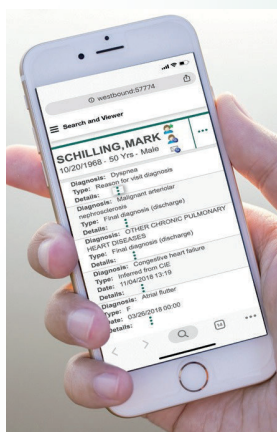 westbound:57774
Search and Viewer
SCHILLING, MARK
10/20/1968 - 50 Yrs - Male
Diagnosis: Dyspnea
Type: Reason for visit diagnosis
Details:
Diagnosis: Malignant arteriolar
nephrosclerosis
Type: Final diagnosis (discharge)
Details:
Diagnosis: OTHER CHRONIC PULMONARY
HEART DISEASES
Type: Final diagnosis (discharge)
Details:
Diagnosis: Congestive heart failure
Type: Inferred from CIE
Date: 11/04/2018 13:19
Details:
Diagnosis: Atrial flutter
Type: F
Date: 03/26/2018 00:00
Details:
14